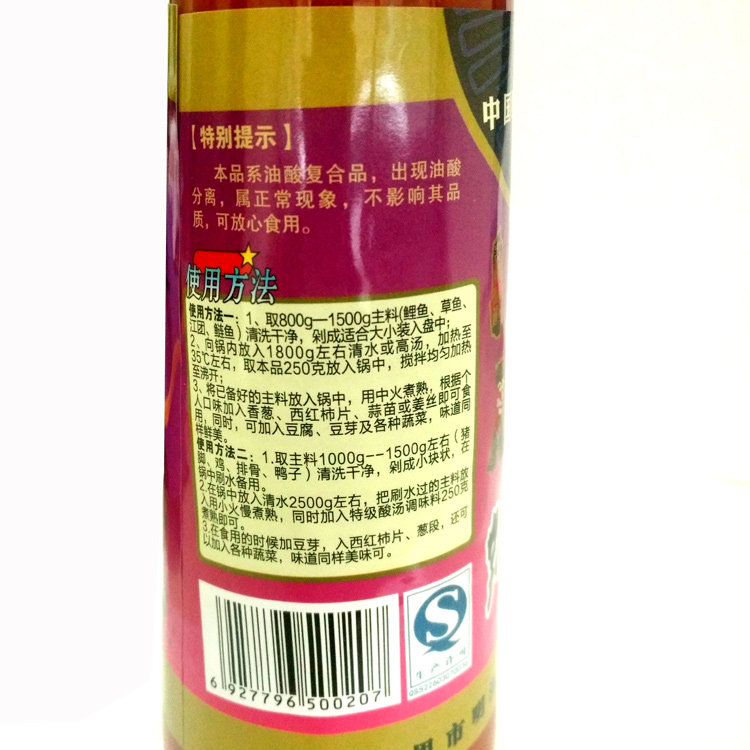 中国
【特别提示】
本品系油酸复合品，出现油酸
分离，属正常现象，不影响其品
质，可放心食用。
使用方法
使用方法一：1、取800g—1500g主料(鲤鱼、草鱼、
江团、鲢鱼）清洗干净，剁成适合大小装入盘中；
2、向锅内放入1800g左右清水或高汤，加热至
35℃左右，取本品250克放入锅中，搅拌均匀加热
至沸开；
3、将已备好的主料放入锅中，用中火煮熟，根据个
人口味加入香葱、西红柿片、蒜苗或姜丝即可食
用，同时，可加入豆腐、豆芽及各种蔬菜，味道同
样鲜美。
使用方法二：1.取主料1000g--1500g左右（猪
脚、鸡、排骨、鸭子）清洗干净，剁成小块状，在
锅中刷水备用。
2.在锅中放入清水2500g左右，把刷水过的主料放
入用小火慢煮熟，同时加入特级酸汤调味料250克
煮熟即可。
3.在食用的时候加豆芽，入西红柿片、葱段，还可
以加入各种蔬菜，味道同样美味可。
6 927796 500207
QS
生产许可
市